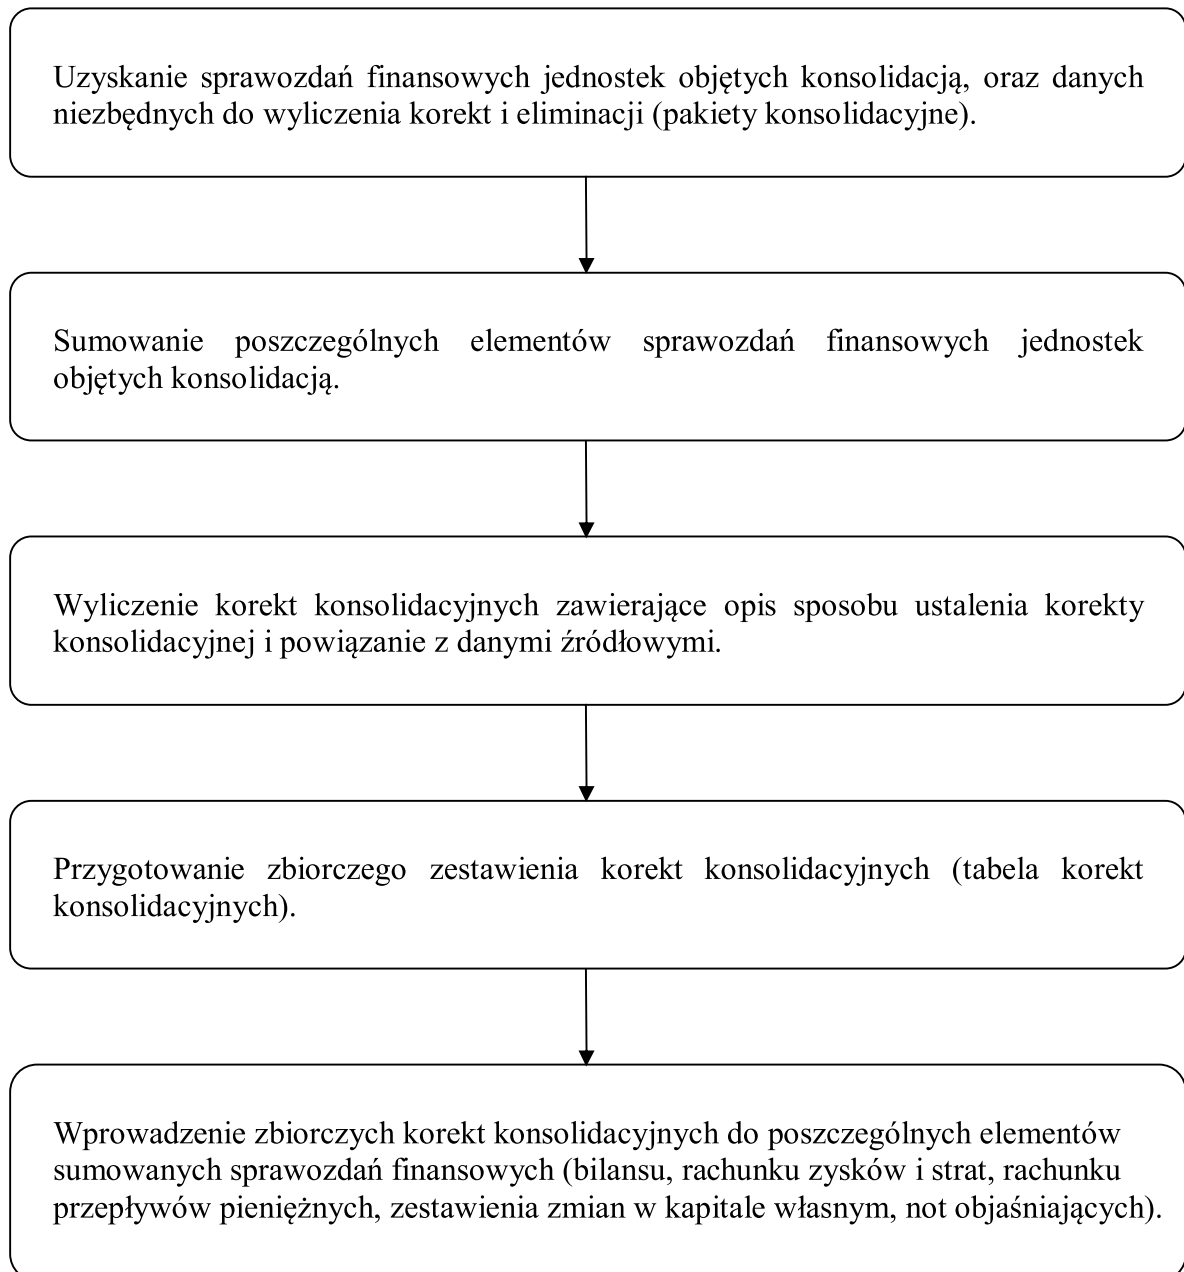 Uzyskanie sprawozdań finansowych jednostek objętych konsolidacją, oraz danych
niezbędnych do wyliczenia korekt i eliminacji (pakiety konsolidacyjne).
Sumowanie poszczególnych elementów sprawozdań finansowych jednostek
objętych konsolidacją.
Wyliczenie korekt konsolidacyjnych zawierające opis sposobu ustalenia korekty
konsolidacyjnej i powiązanie z danymi źródłowymi.
Przygotowanie zbiorczego zestawienia korekt konsolidacyjnych (tabela korekt
konsolidacyjnych).
Wprowadzenie zbiorczych korekt konsolidacyjnych do poszczególnych elementów
sumowanych sprawozdań finansowych (bilansu, rachunku zysków i strat, rachunku
przepływów pieniężnych, zestawienia zmian w kapitale własnym, not objaśniających).